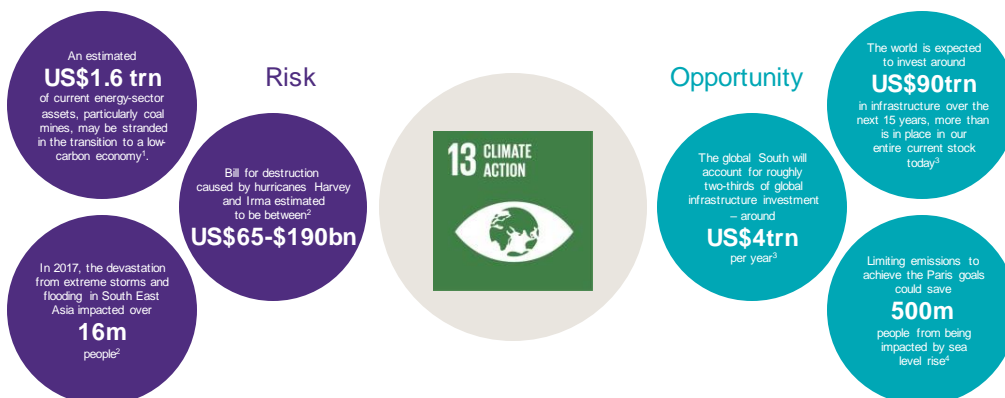 An estimated
US$1.6 trn
of current energy-sector
assets, particularly coal
mines, may be stranded
in the transition to a low-
carbon economy¹.
Risk
Bill for destruction
caused by hurricanes Harvey
and Irma estimated
to be between²
US$65-$190bn
In 2017, the devastation
from extreme storms and
flooding in South East
Asia impacted over
16m
people²
13 CLIMATE
ACTION
Opportunity
The global South will
account for roughly
two-thirds of global
infrastructure investment
– around
US$4trn
per year³
The world is expected
to invest around
US$90trn
in infrastructure over the
next 15 years, more than
is in place in our
entire current stock
today³
Limiting emissions to
achieve the Paris goals
could save
500m
people from being
impacted by sea
level rise⁴